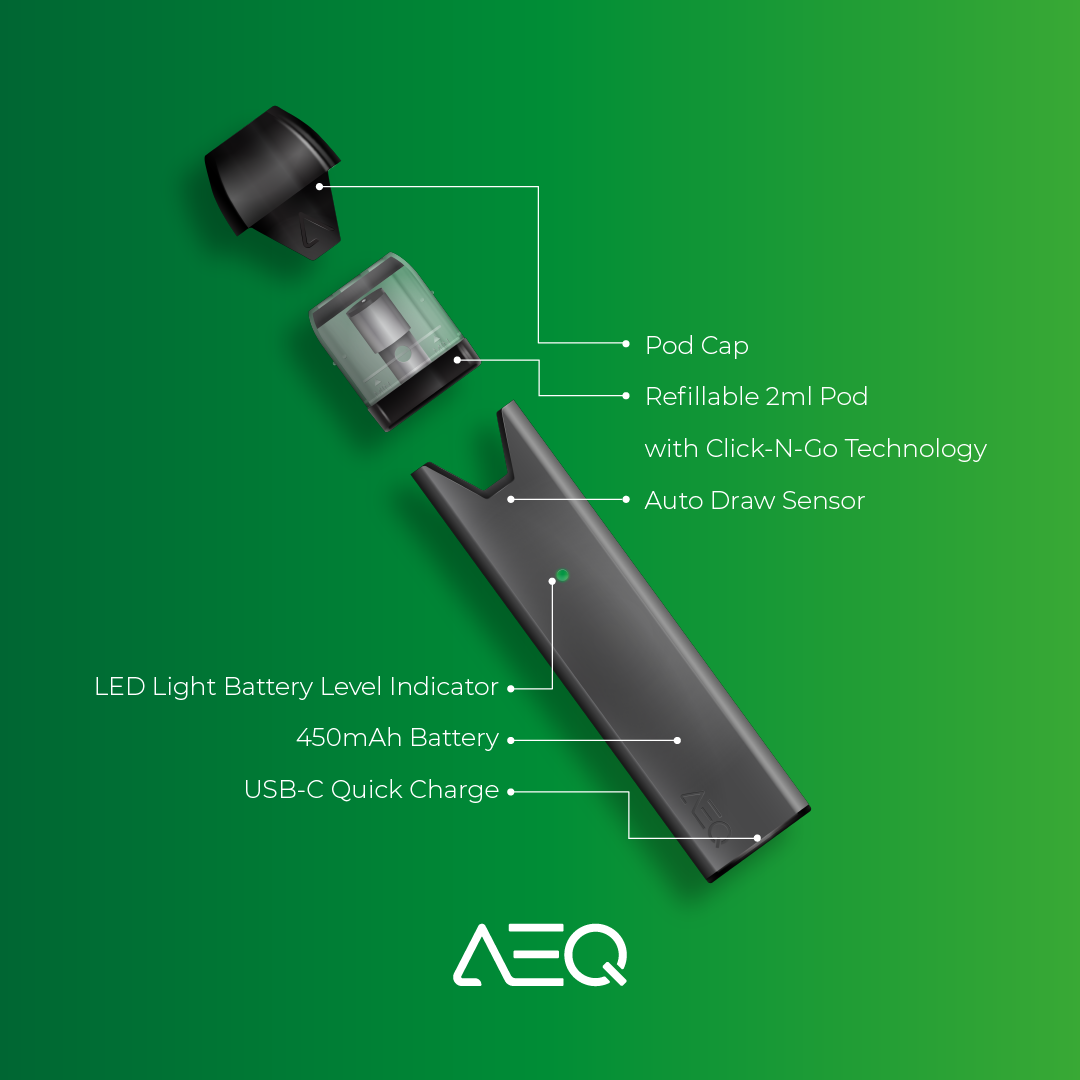 Pod Cap
Refillable 2ml Pod
with Click-N-Go Technology
Auto Draw Sensor
LED Light Battery Level Indicator
450mAh Battery
USB-C Quick Charge
AEQ
AEQ